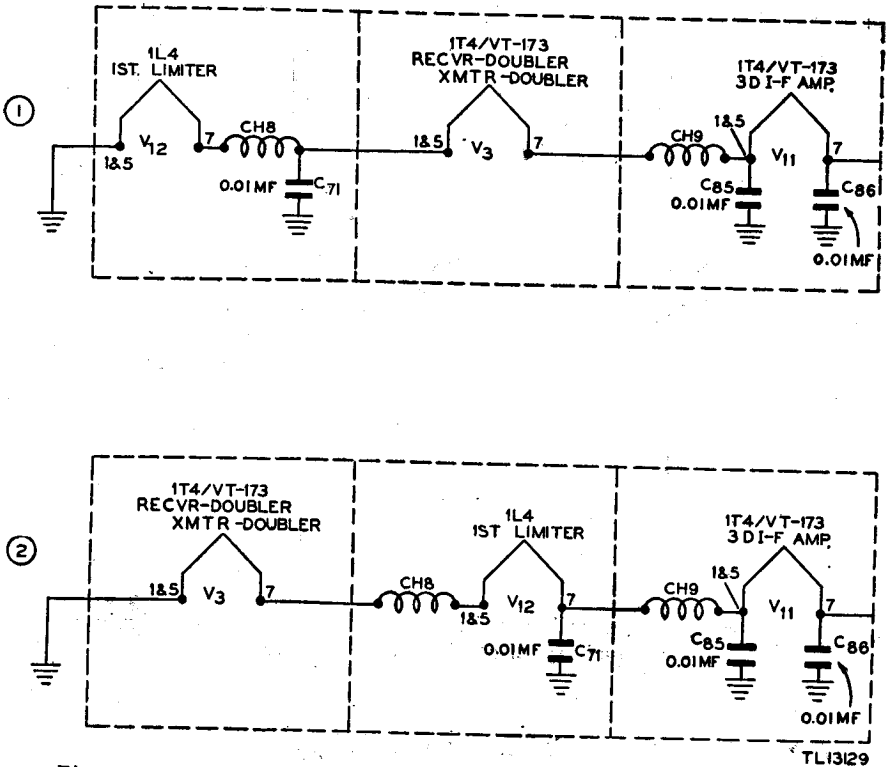 ①
1L4
1ST. LIMITER
1&5
V12
7
CH8
0.01MF
C71
1T4/VT-173
RECVR-DOUBLER
XMTR-DOUBLER
1&5
V3
7
CH9
1T4/VT-173
3D I-F AMP.
1&5
V11
7
C85
0.01MF
C86
0.01MF
②
1T4/VT-173
RECVR-DOUBLER
XMTR-DOUBLER
1&5
V3
7
CH8
1L4
1ST LIMITER
1&5
V12
7
0.01MF
C71
CH9
1T4/VT-173
3D I-F AMP.
1&5
V11
7
C85
0.01MF
C86
0.01MF
TL13129